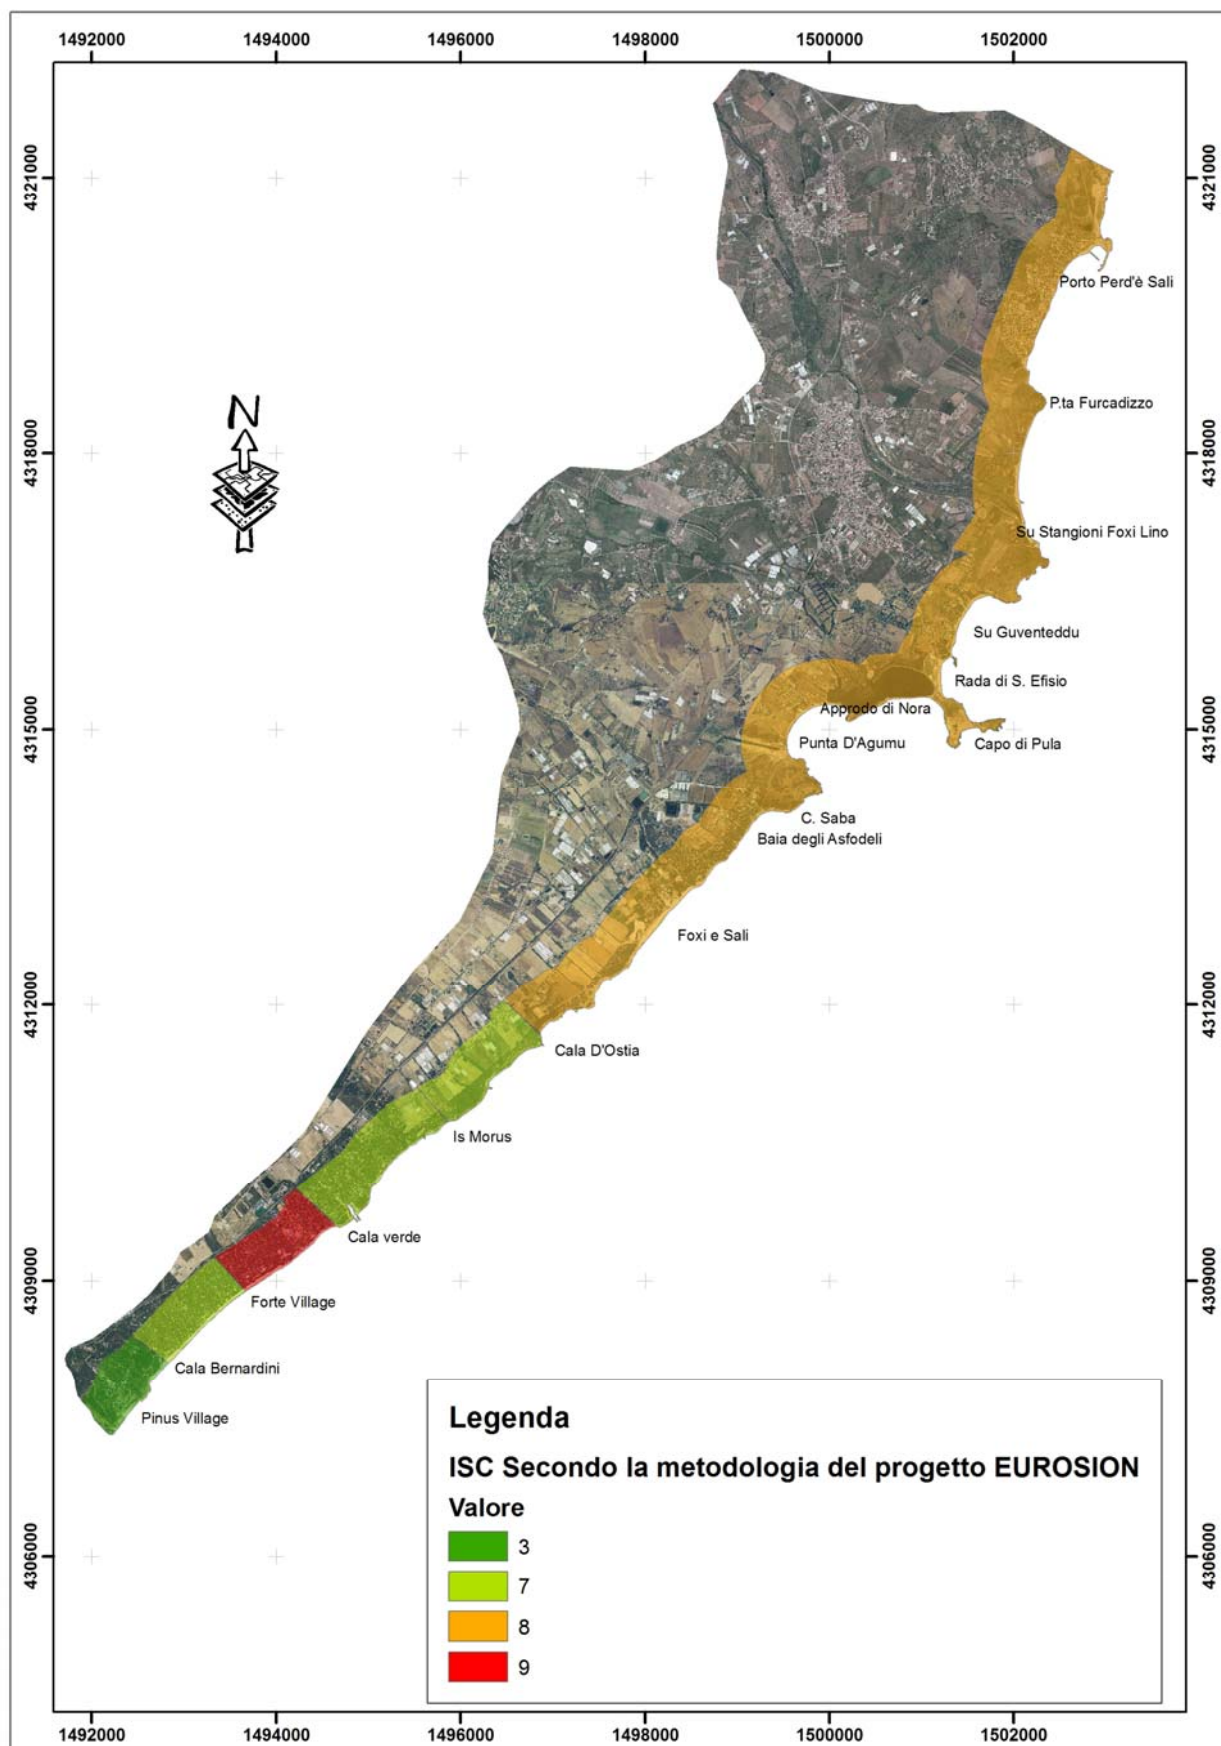 1492000 1494000 1496000 1498000 1500000 1502000
4321000 4321000
N
Porto Perd'è Sali
P.ta Furcadizzo
4318000 4318000
Su Stangioni Foxi Lino
Su Guventeddu
Rada di S. Efisio
Approdo di Nora
4315000 4315000
Punta D'Agumu
Capo di Pula
C. Saba
Baia degli Asfodeli
Foxi e Sali
4312000 4312000
Cala D'Ostia
Is Morus
Cala verde
4309000 4309000
Forte Village
Cala Bernardini
Pinus Village
Legenda
ISC Secondo la metodologia del progetto EUROSION
Valore
3
7
8
9
4306000 4306000
1492000 1494000 1496000 1498000 1500000 1502000